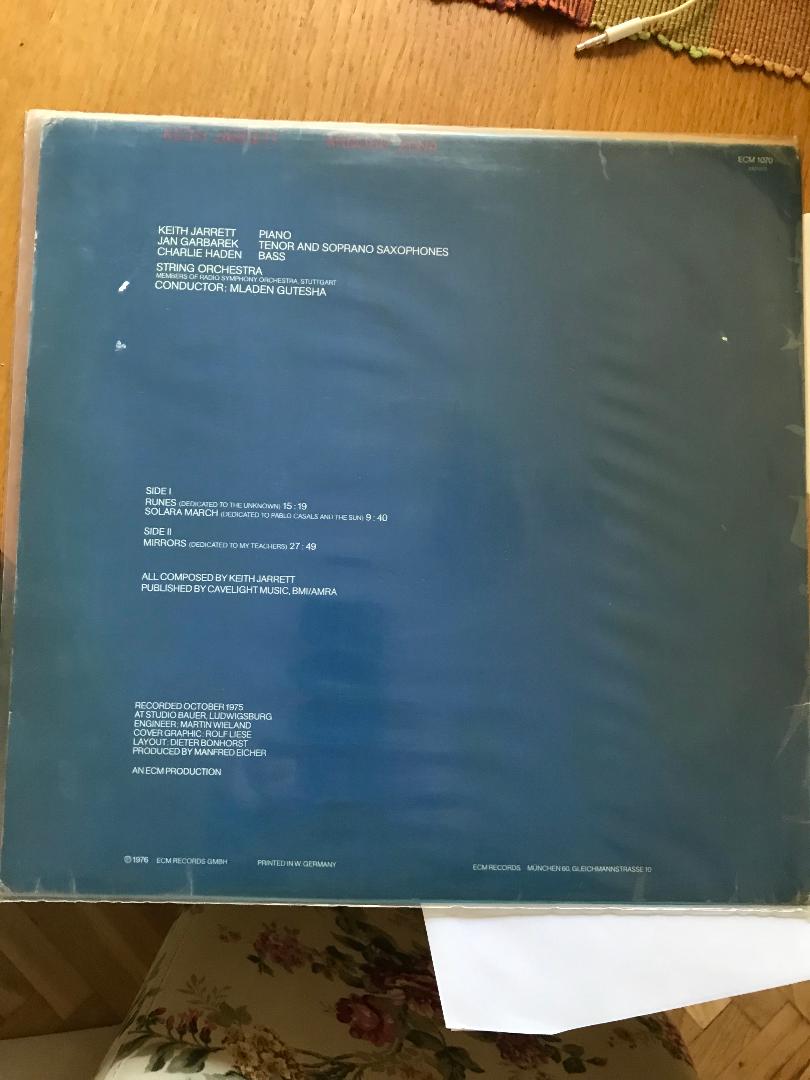 KEITH JARRETT
ECM 1070
KEITH JARRETT PIANO
JAN GARBAREK TENOR AND SOPRANO SAXOPHONES
CHARLIE HADEN BASS
STRING ORCHESTRA
MEMBERS OF RADIO SYMPHONY ORCHESTRA, STUTTGART
CONDUCTOR: MLADEN GUTESHA
SIDE I
RUNES (DEDICATED TO THE UNKNOWN) 15:19
SOLARA MARCH (DEDICATED TO PABLO CASALS AND THE SUN) 9:40
SIDE II
MIRRORS (DEDICATED TO MY TEACHERS) 27:49
ALL COMPOSED BY KEITH JARRETT
PUBLISHED BY CAVELIGHT MUSIC, BMI/AMRA
RECORDED OCTOBER 1975
AT STUDIO BAUER, LUDWIGSBURG
ENGINEER: MARTIN WIELAND
COVER GRAPHIC: ROLF LIESE
LAYOUT: DIETER BONHORST
PRODUCED BY MANFRED EICHER
AN ECM PRODUCTION
℗ 1976 ECM RECORDS GMBH PRINTED IN W. GERMANY ECM RECORDS, MÜNCHEN 60, GLEICHMANNSTRASSE 10